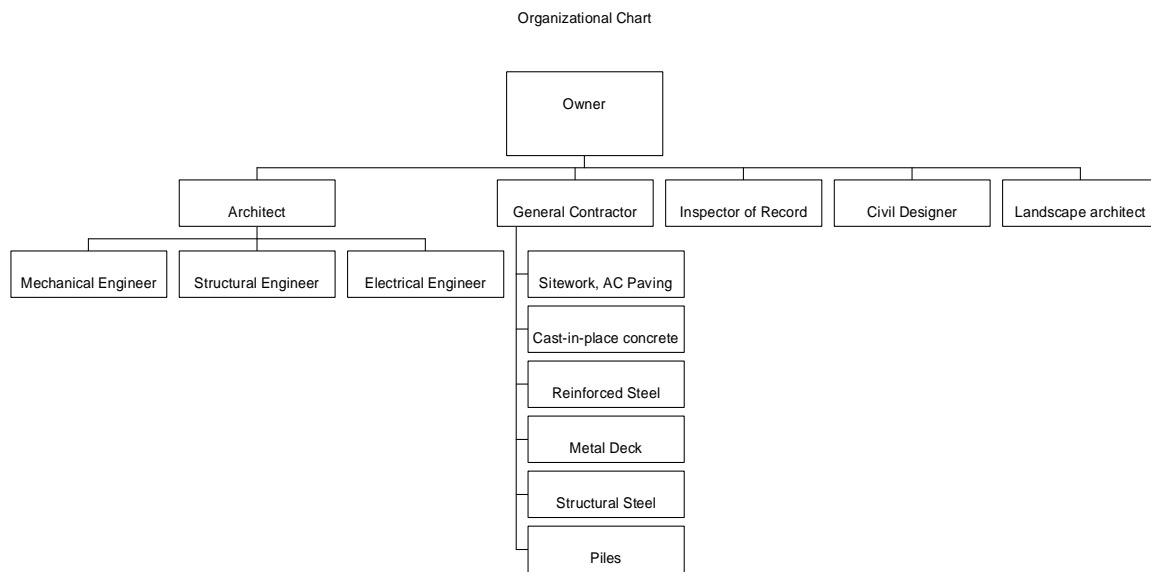 Organizational Chart
Owner
Architect
General Contractor
Inspector of Record
Civil Designer
Landscape architect
Mechanical Engineer
Structural Engineer
Electrical Engineer
Sitework, AC Paving
Cast-in-place concrete
Reinforced Steel
Metal Deck
Structural Steel
Piles